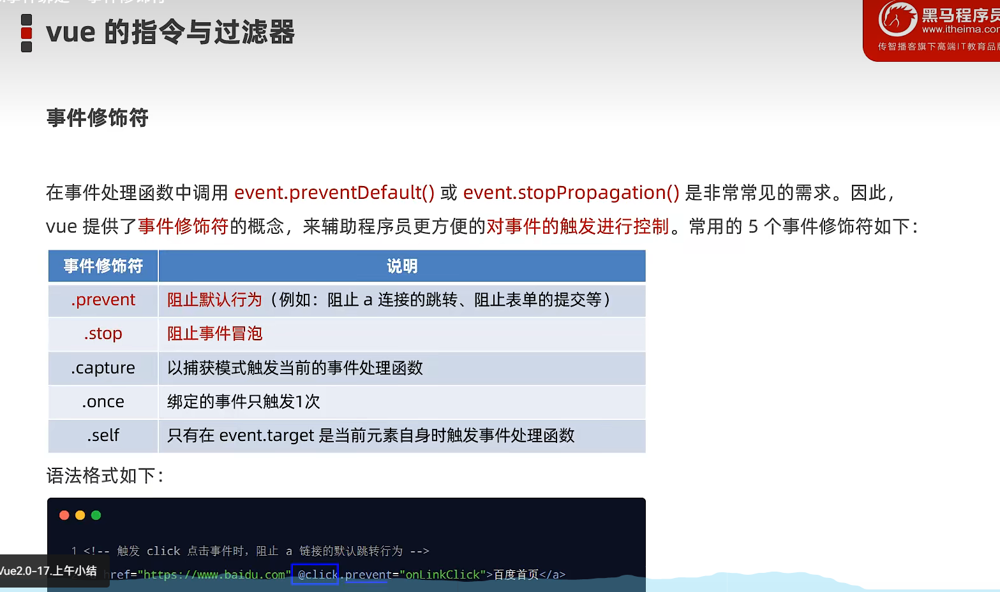 vue 的指令与过滤器
黑马程序员
www.itheima.com
传智播客旗下高端IT教育品牌
事件修饰符
在事件处理函数中调用 event.preventDefault() 或 event.stopPropagation() 是非常常见的需求。因此，
vue 提供了事件修饰符的概念，来辅助程序员更方便的对事件的触发进行控制。常用的 5 个事件修饰符如下：
事件修饰符 说明
.prevent 阻止默认行为（例如：阻止 a 连接的跳转、阻止表单的提交等）
.stop 阻止事件冒泡
.capture 以捕获模式触发当前的事件处理函数
.once 绑定的事件只触发1次
.self 只有在 event.target 是当前元素自身时触发事件处理函数
语法格式如下：
1 <!-- 触发 click 点击事件时，阻止 a 链接的默认跳转行为 -->
href="https://www.baidu.com" @click.prevent="onLinkClick">百度首页</a>
Vue2.0-17.上午小结